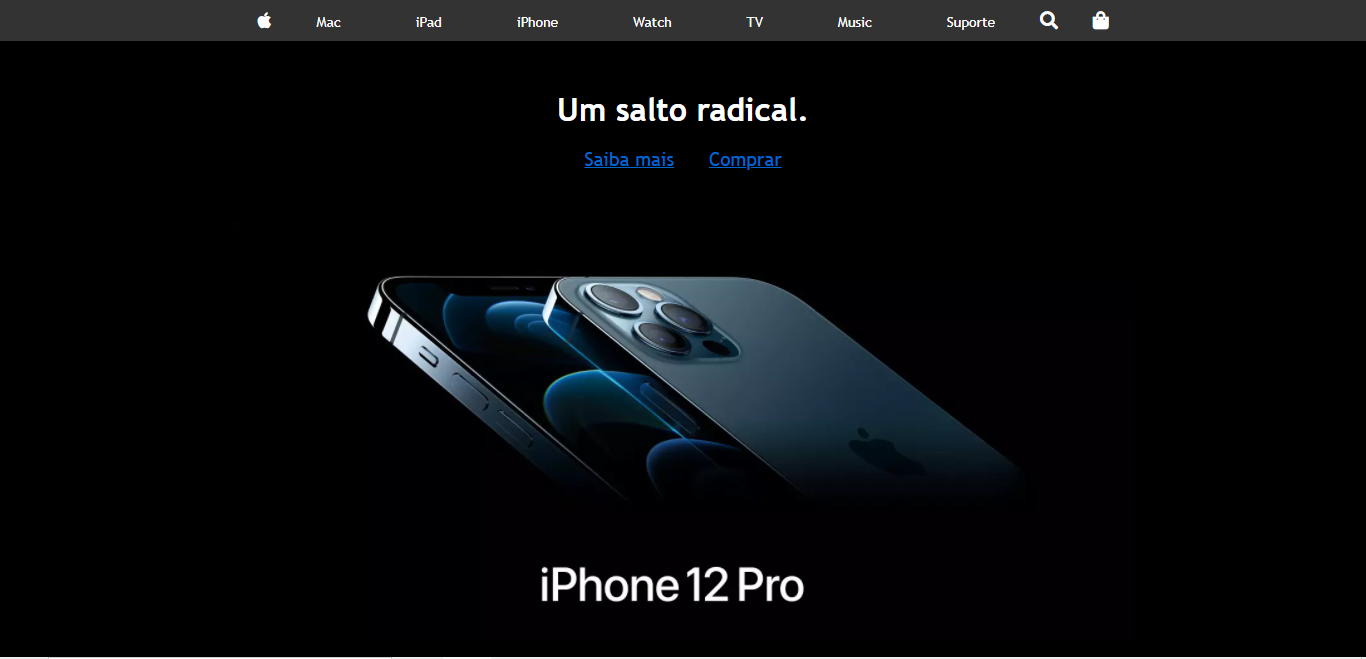 Mac iPad iPhone Watch TV Music Suporte
Um salto radical.
Saiba mais Comprar
iPhone 12 Pro